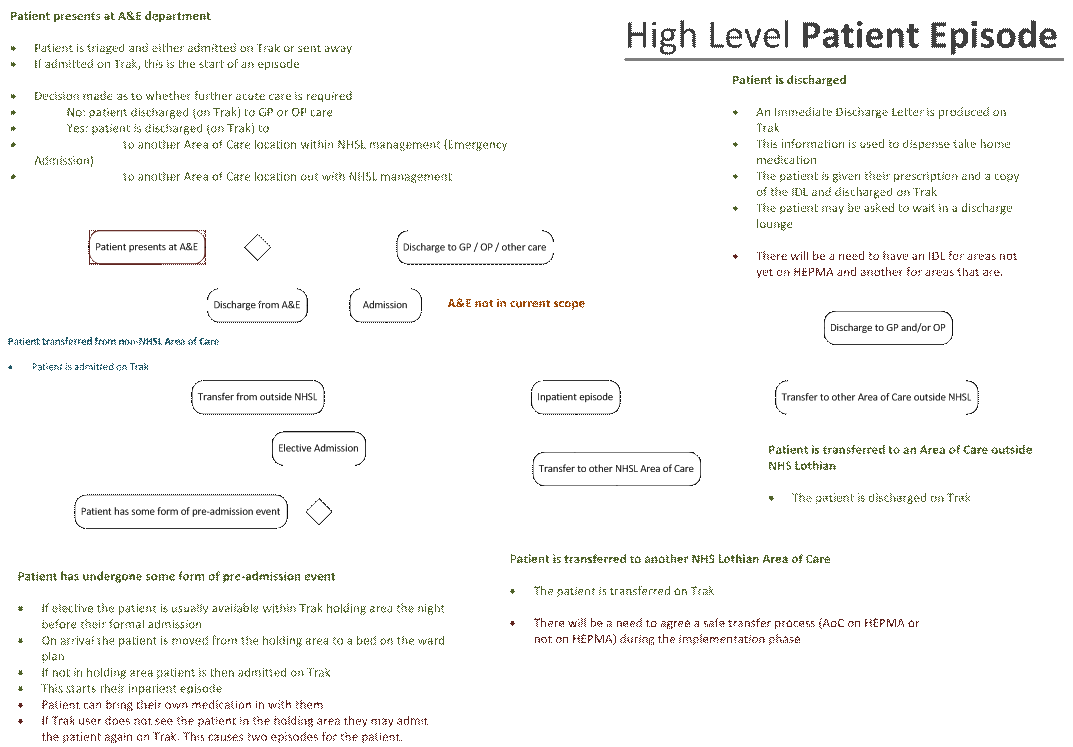 High Level Patient Episode
Patient presents at A&E department
• Patient is triaged and either admitted on Trak or sent away
• If admitted on Trak, this is the start of an episode
• Decision made as to whether further acute care is required
• No: patient discharged (on Trak) to GP or OP care
• Yes: patient is discharged (on Trak) to
• to another Area of Care location within NHSL management (Emergency
Admission)
• to another Area of Care location out with NHSL management
Patient is discharged
• An Immediate Discharge Letter is produced on
Trak
• This information is used to dispense take home
medication
• The patient is given their prescription and a copy
of the IDL and discharged on Trak
• The patient may be asked to wait in a discharge
lounge
• There will be a need to have an IDL for areas not
yet on HEPMA and another for areas that are.
Patient presents at A&E
Discharge to GP / OP / other care
Discharge from A&E
Admission
A&E not in current scope
Discharge to GP and/or OP
Patient transferred from non-NHSL Area of Care
• Patient is admitted on Trak
Transfer from outside NHSL
Inpatient episode
Transfer to other Area of Care outside NHSL
Elective Admission
Transfer to other NHSL Area of Care
Patient is transferred to an Area of Care outside
NHS Lothian
• The patient is discharged on Trak
Patient has some form of pre-admission event
Patient has undergone some form of pre-admission event
• If elective the patient is usually available within Trak holding area the night
before their formal admission
• On arrival the patient is moved from the holding area to a bed on the ward
plan
• If not in holding area patient is then admitted on Trak
• This starts their inpatient episode
• Patient can bring their own medication in with them
• If Trak user does not see the patient in the holding area they may admit
the patient again on Trak. This causes two episodes for the patient.
Patient is transferred to another NHS Lothian Area of Care
• The patient is transferred on Trak
• There will be a need to agree a safe transfer process (AoC on HEPMA or
not on HEPMA) during the implementation phase